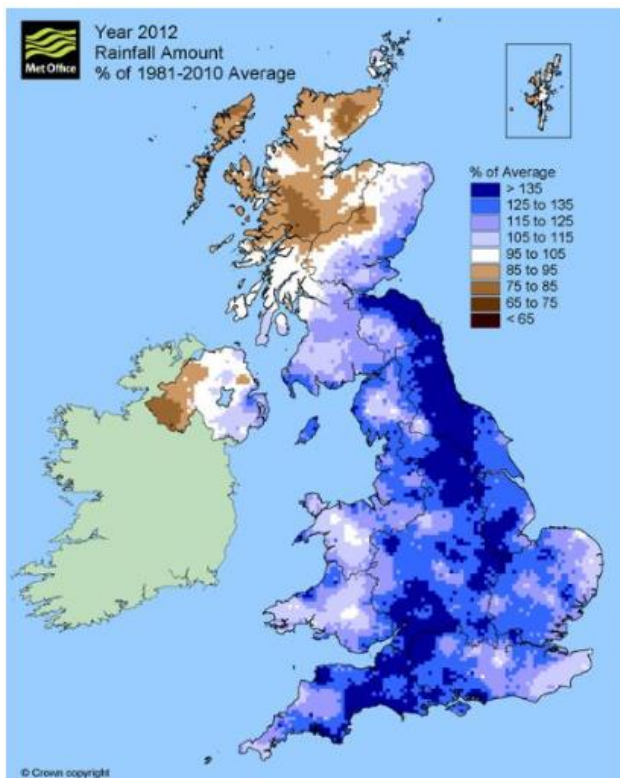 Met Office
Year 2012
Rainfall Amount
% of 1981-2010 Average
% of Average
> 135
125 to 135
115 to 125
105 to 115
95 to 105
85 to 95
75 to 85
65 to 75
< 65
© Crown copyright